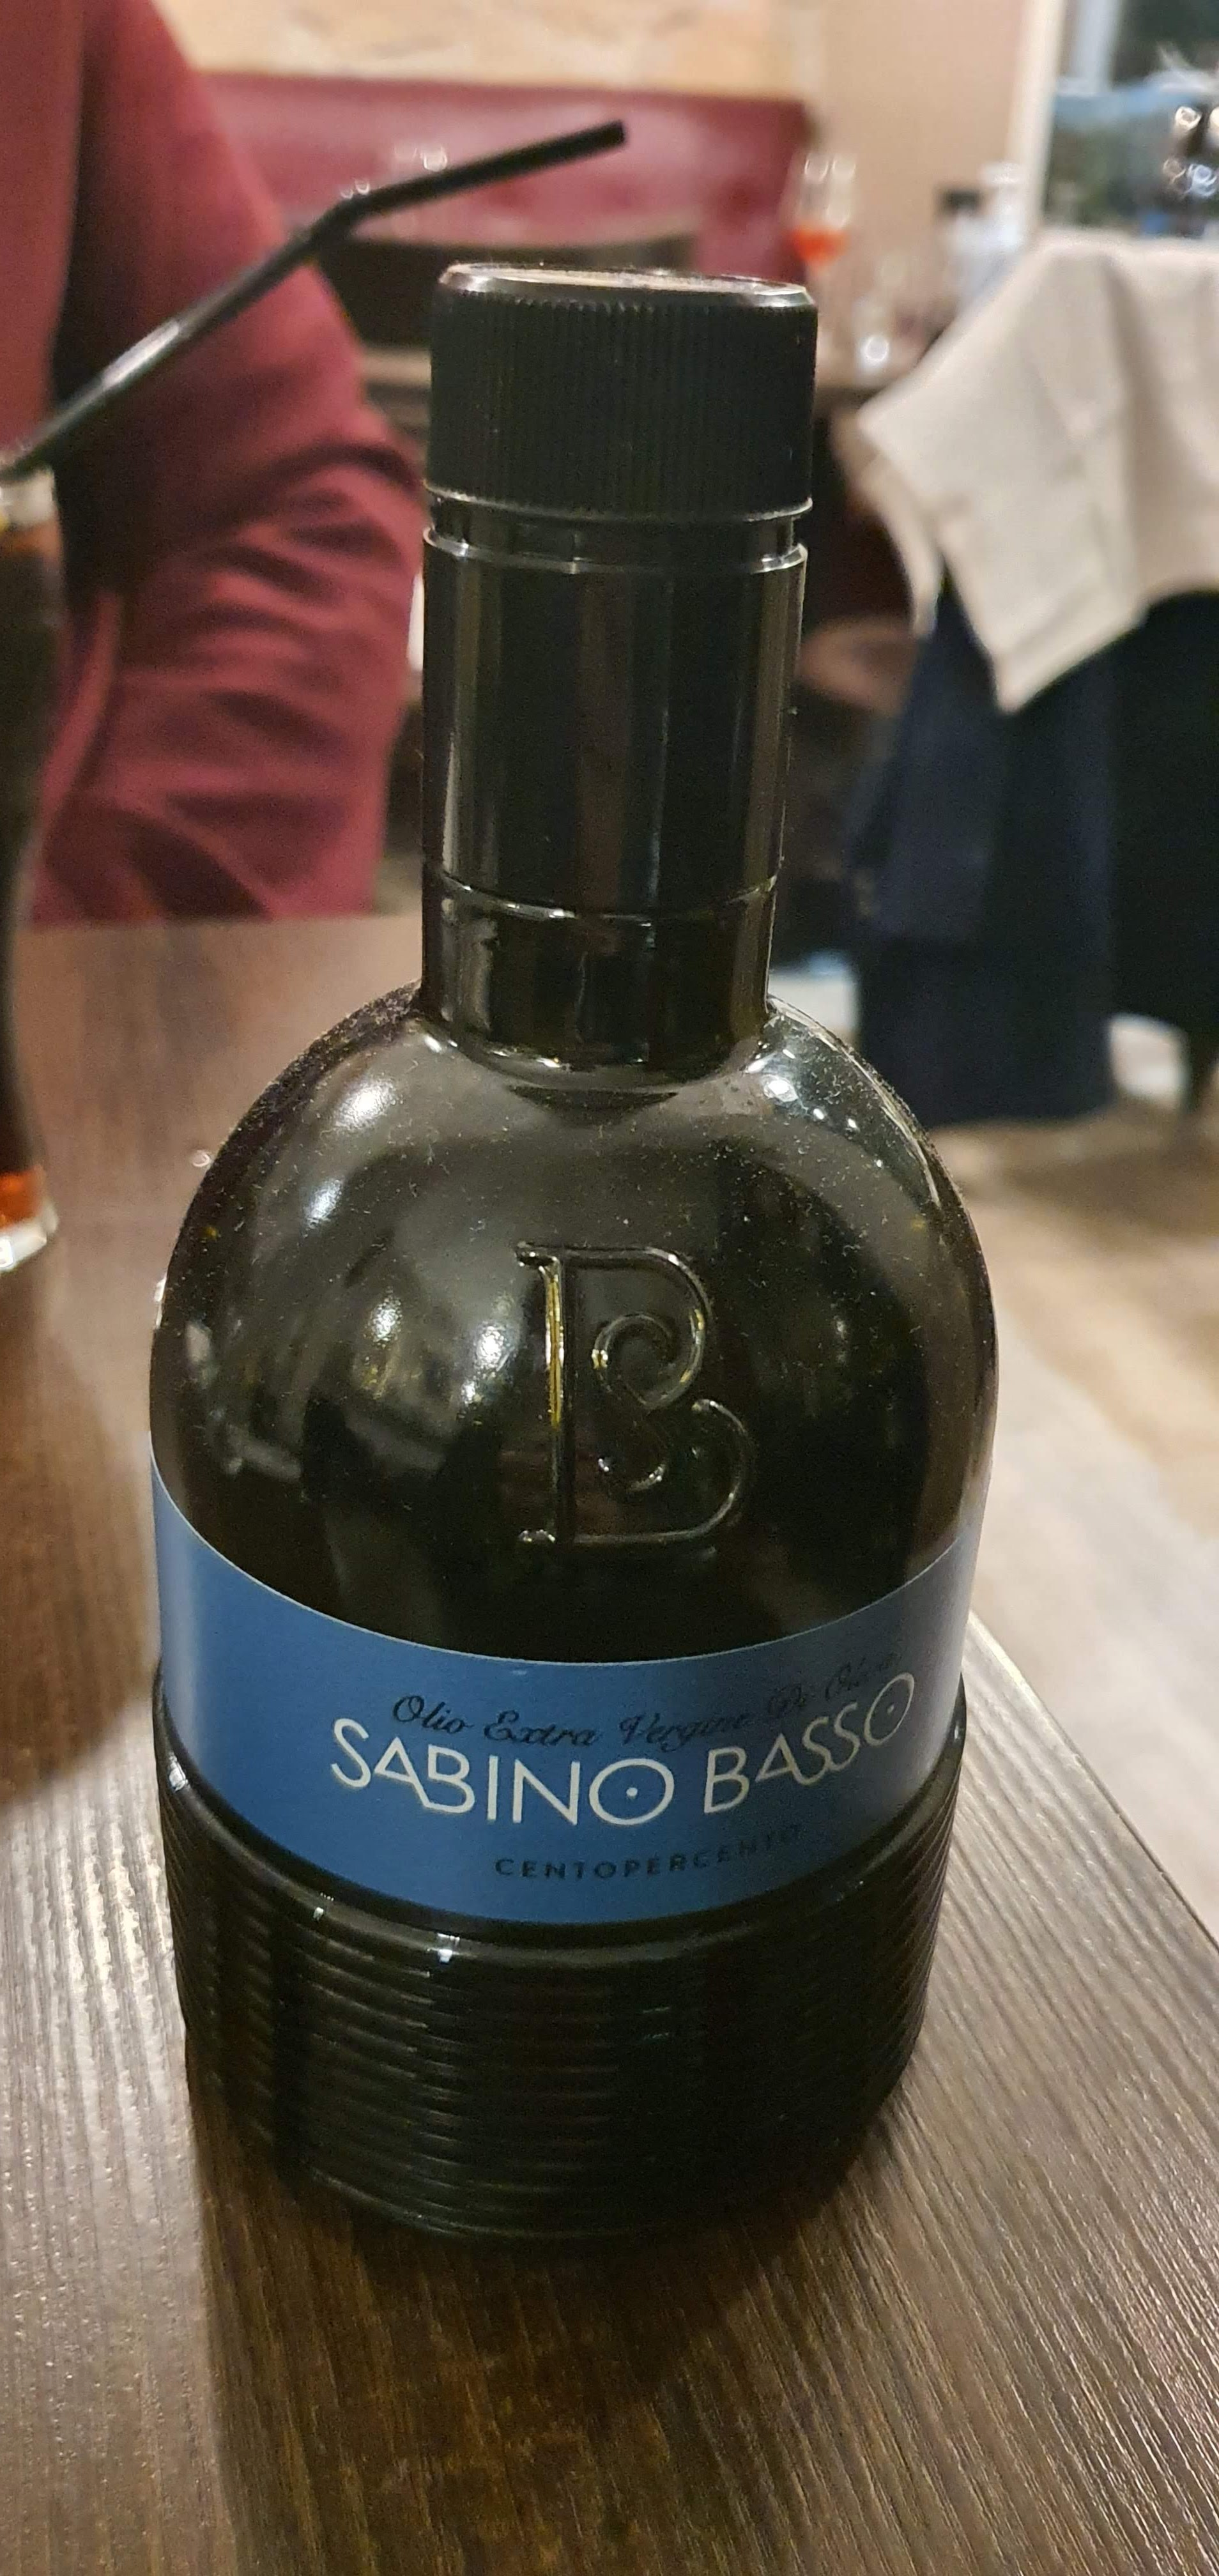 B
Olio Extra Vergine Di Oliva
SABINO BASSO
CENTOPERCENTO